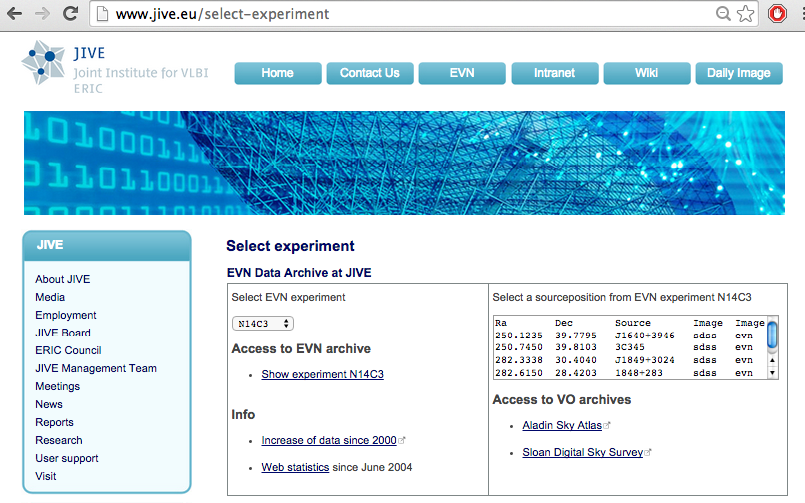 www.jive.eu/select-experiment
JIVE
Joint Institute for VLBI
ERIC
Home
Contact Us
EVN
Intranet
Wiki
Daily Image
JIVE
About JIVE
Media
Employment
JIVE Board
ERIC Council
JIVE Management Team
Meetings
News
Reports
Research
User support
Visit
Select experiment
EVN Data Archive at JIVE
Select EVN experiment
N14C3
Access to EVN archive
Show experiment N14C3
Info
Increase of data since 2000
Web statistics since June 2004
Select a sourceposition from EVN experiment N14C3
Ra Dec Source Image Image
250.1235 39.7795 J1640+3946 sdss evn
250.7450 39.8103 3C345 sdss evn
282.3338 30.4040 J1849+3024 sdss evn
282.6150 28.4203 1848+283 sdss evn
Access to VO archives
Aladin Sky Atlas
Sloan Digital Sky Survey